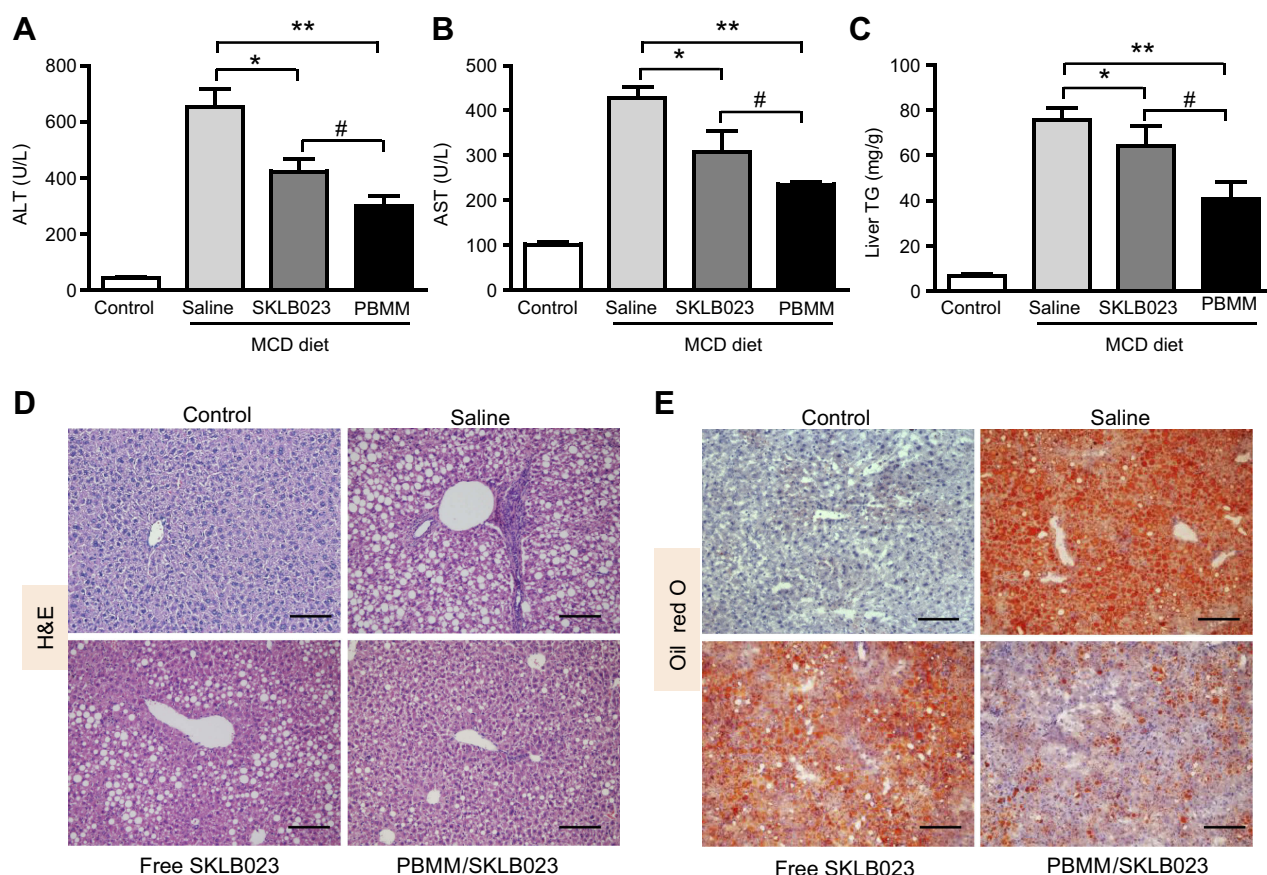 A
ALT (U/L)
800
600
400
200
0
**
*
#
Control Saline SKLB023 PBMM
MCD diet
B
AST (U/L)
500
400
300
200
100
0
**
*
#
Control Saline SKLB023 PBMM
MCD diet
C
Liver TG (mg/g)
100
80
60
40
20
0
**
*
#
Control Saline SKLB023 PBMM
MCD diet
D
Control Saline
H&E
Free SKLB023 PBMM/SKLB023
E
Control Saline
Oil red O
Free SKLB023 PBMM/SKLB023